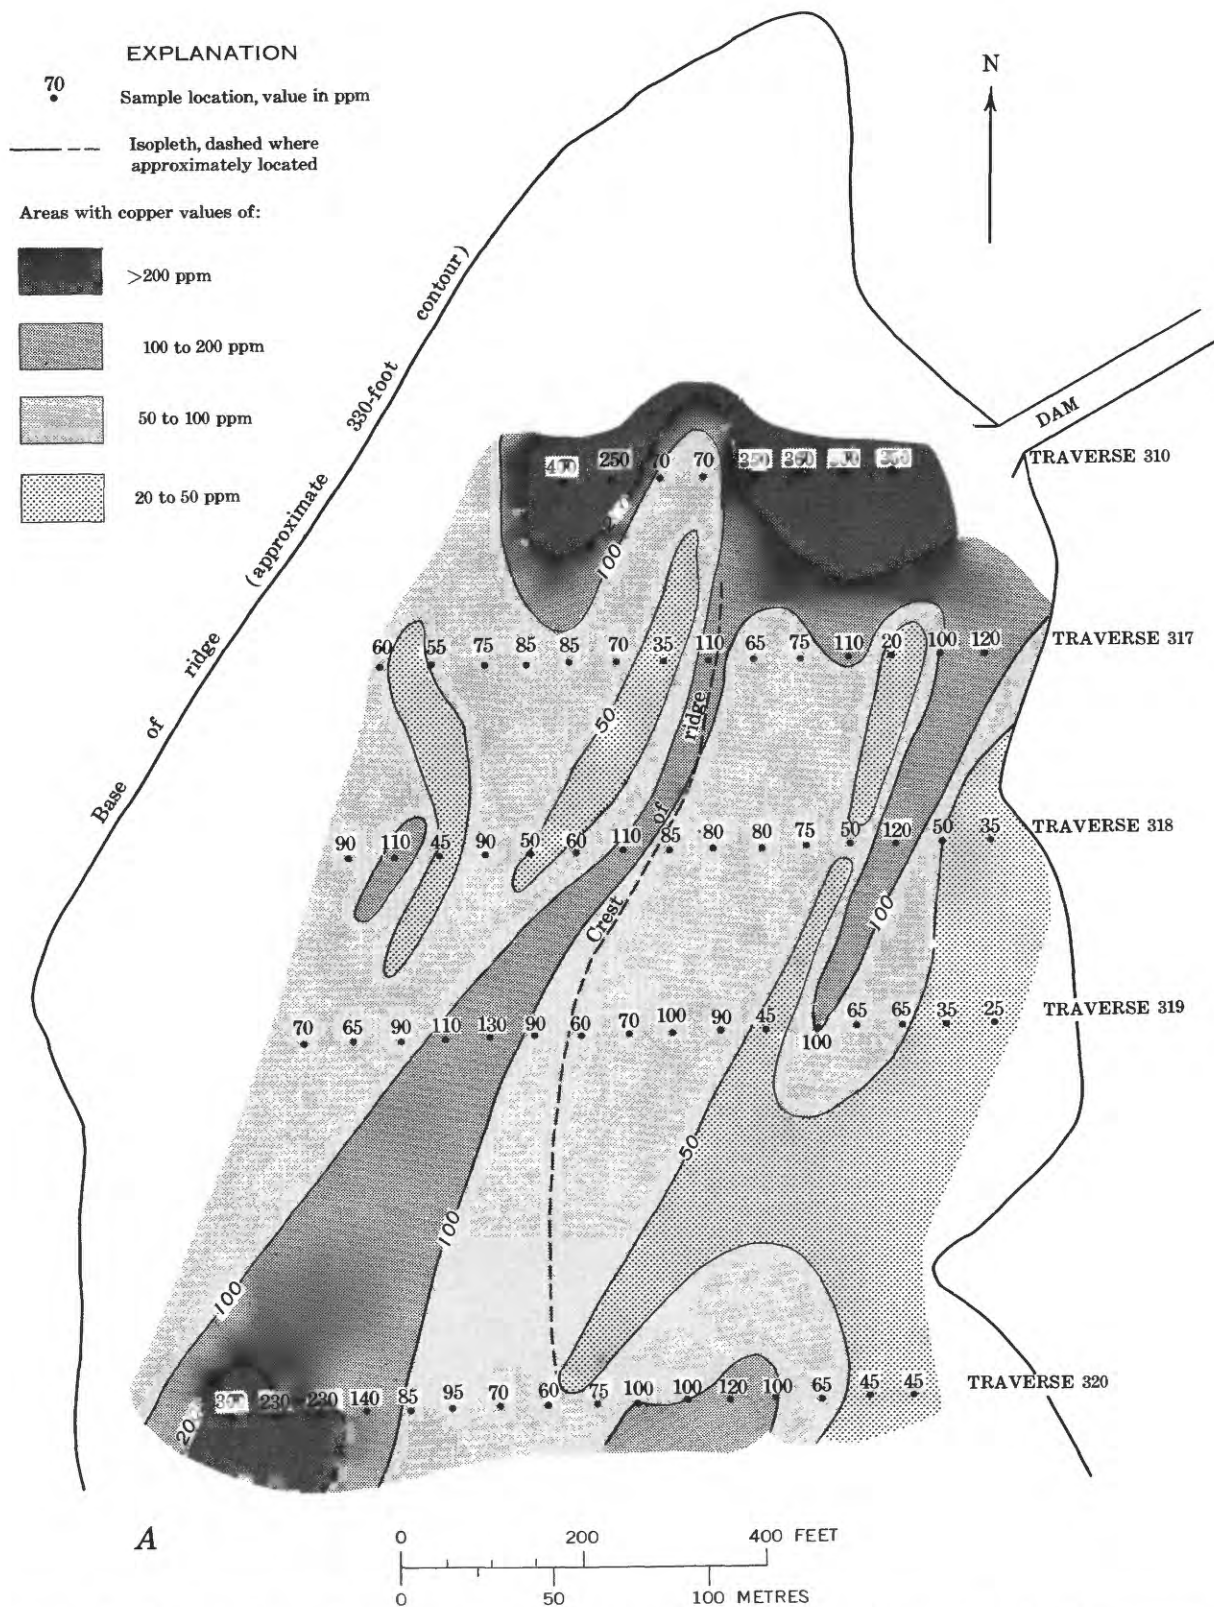 EXPLANATION
70
Sample location, value in ppm
Isopleth, dashed where
approximately located
Areas with copper values of:
>200 ppm
100 to 200 ppm
50 to 100 ppm
20 to 50 ppm
N
Base of ridge (approximate 330-foot contour)
DAM
250 70 70
TRAVERSE 310
100
60 55 75 85 85 70 35 110 65 75 110 20 100 120
TRAVERSE 317
50
Crest of ridge
90 110 45 90 50 60 110 85 80 80 75 50 120 50 35
TRAVERSE 318
100
70 65 90 110 130 90 60 70 100 90 45 100 65 65 35 25
TRAVERSE 319
50
100
100
230 230 140 85 95 70 60 75 100 100 120 100 65 45 45
TRAVERSE 320
A
0 200 400 FEET
0 50 100 METRES